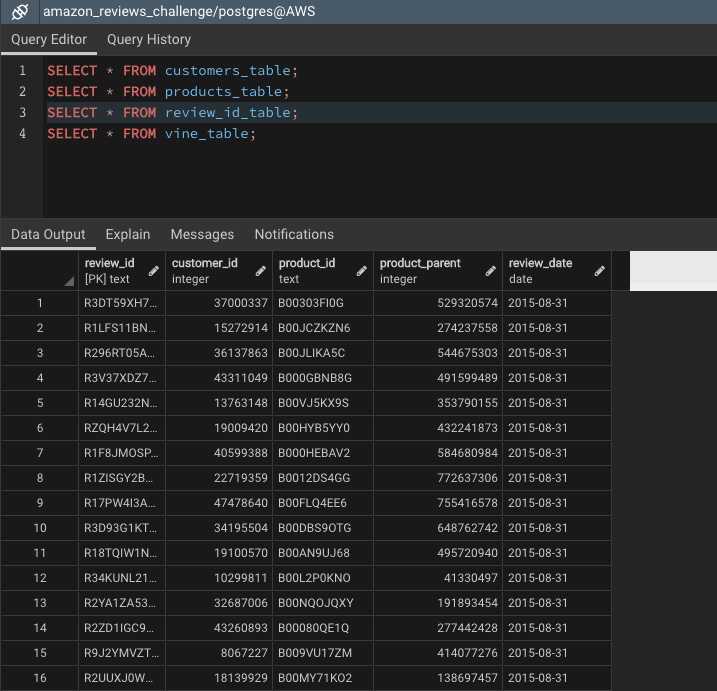 amazon_reviews_challenge/postgres@AWS
Query Editor Query History
1 SELECT * FROM customers_table;
2 SELECT * FROM products_table;
3 SELECT * FROM review_id_table;
4 SELECT * FROM vine_table;
Data Output Explain Messages Notifications
review_id customer_id product_id product_parent review_date
[PK] text integer text integer date
1 R3DT59XH7... 37000337 B00303FI0G 529320574 2015-08-31
2 R1LFS11BN... 15272914 B00JCZKZN6 274237558 2015-08-31
3 R296RT05A... 36137863 B00JLIKA5C 544675303 2015-08-31
4 R3V37XDZ7... 43311049 B000GBNB8G 491599489 2015-08-31
5 R14GU232N... 13763148 B00VJ5KX9S 353790155 2015-08-31
6 RZQH4V7L2... 19009420 B00HYB5YY0 432241873 2015-08-31
7 R1F8JMOSP... 40599388 B000HEBAV2 584680984 2015-08-31
8 R1ZISGY2B... 22719359 B0012DS4GG 772637306 2015-08-31
9 R17PW4I3A... 47478640 B00FLQ4EE6 755416578 2015-08-31
10 R3D93G1KT... 34195504 B00DBS9OTG 648762742 2015-08-31
11 R18TQIW1N... 19100570 B00AN9UJ68 495720940 2015-08-31
12 R34KUNL21... 10299811 B00L2P0KNO 41330497 2015-08-31
13 R2YA1ZA53... 32687006 B00NQOJQXY 191893454 2015-08-31
14 R2ZD1IGC9... 43260893 B00080QE1Q 277442428 2015-08-31
15 R9J2YMVZT... 8067227 B009VU17ZM 414077276 2015-08-31
16 R2UUXJ0W... 18139929 B00MY71KO2 138697457 2015-08-31